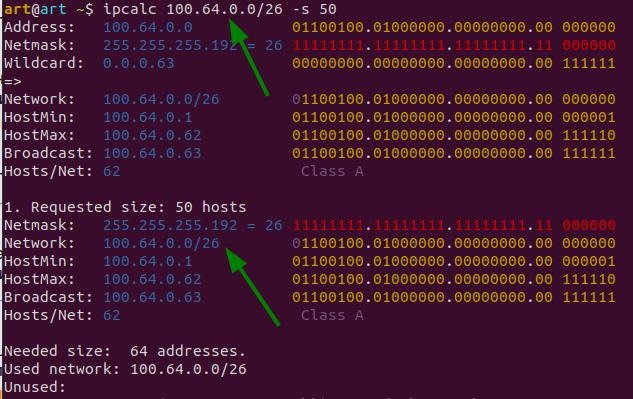 art@art ~$ ipcalc 100.64.0.0/26 -s 50
Address:   100.64.0.0           01100100.01000000.00000000.00 000000
Netmask:   255.255.255.192 = 26 11111111.11111111.11111111.11 000000
Wildcard:  0.0.0.63             00000000.00000000.00000000.00 111111
=>
Network:   100.64.0.0/26        01100100.01000000.00000000.00 000000
HostMin:   100.64.0.1           01100100.01000000.00000000.00 000001
HostMax:   100.64.0.62          01100100.01000000.00000000.00 111110
Broadcast: 100.64.0.63          01100100.01000000.00000000.00 111111
Hosts/Net: 62                    Class A
1. Requested size: 50 hosts
Netmask:   255.255.255.192 = 26 11111111.11111111.11111111.11 000000
Network:   100.64.0.0/26        01100100.01000000.00000000.00 000000
HostMin:   100.64.0.1           01100100.01000000.00000000.00 000001
HostMax:   100.64.0.62          01100100.01000000.00000000.00 111110
Broadcast: 100.64.0.63          01100100.01000000.00000000.00 111111
Hosts/Net: 62                    Class A
Needed size:  64 addresses.
Used network: 100.64.0.0/26
Unused: